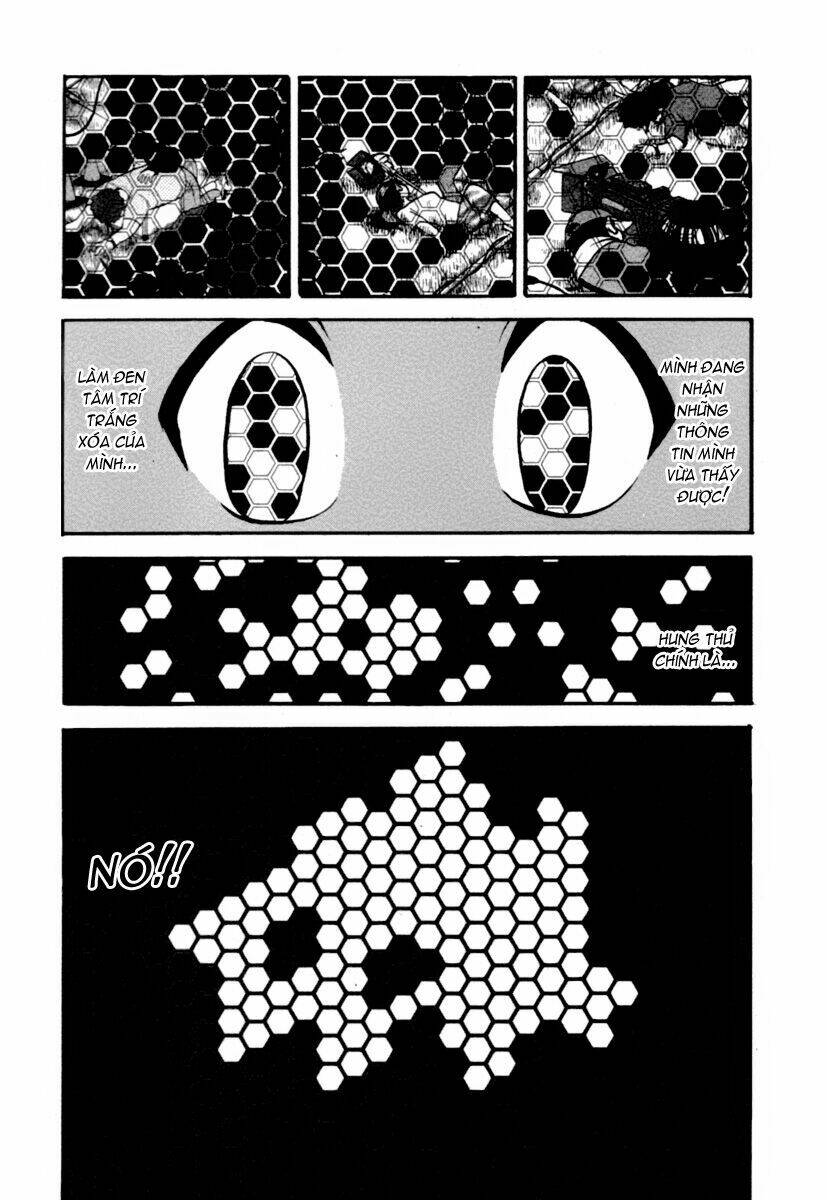 MÌNH ĐANG
NHẬN
NHỮNG
THÔNG
TIN MÌNH
VỪA THẤY
ĐƯỢC!
LÀM ĐEN
TÂM TRÍ
TRẮNG
XÓA CỦA
MÌNH...
HUNG THỦ
CHÍNH LÀ...
NÓ!!